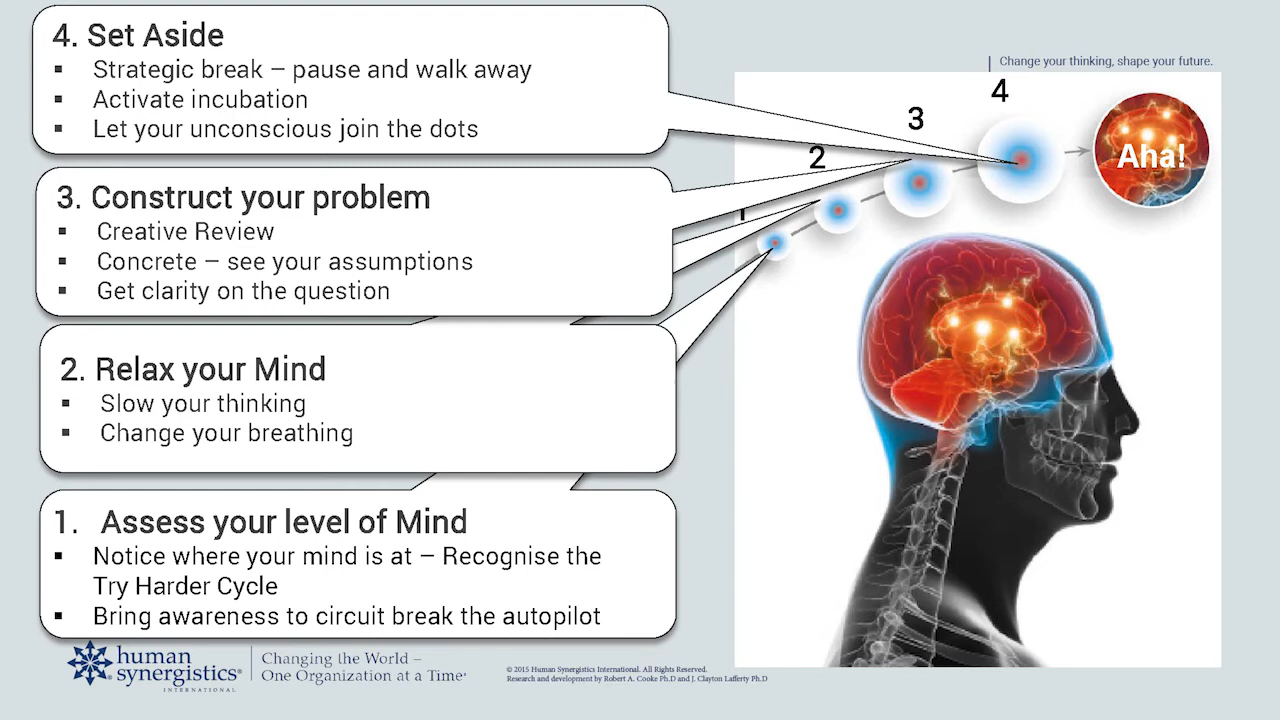 4. Set Aside
▪ Strategic break – pause and walk away
▪ Activate incubation
▪ Let your unconscious join the dots
3. Construct your problem
▪ Creative Review
▪ Concrete – see your assumptions
▪ Get clarity on the question
2. Relax your Mind
▪ Slow your thinking
▪ Change your breathing
1. Assess your level of Mind
▪ Notice where your mind is at – Recognise the
Try Harder Cycle
▪ Bring awareness to circuit break the autopilot
Change your thinking, shape your future.
4
3
2
Aha!
human
synergistics®
INTERNATIONAL
Changing the World –
One Organization at a Time®
© 2015 Human Synergistics International. All Rights Reserved.
Research and development by Robert A. Cooke Ph.D and J. Clayton Lafferty Ph.D